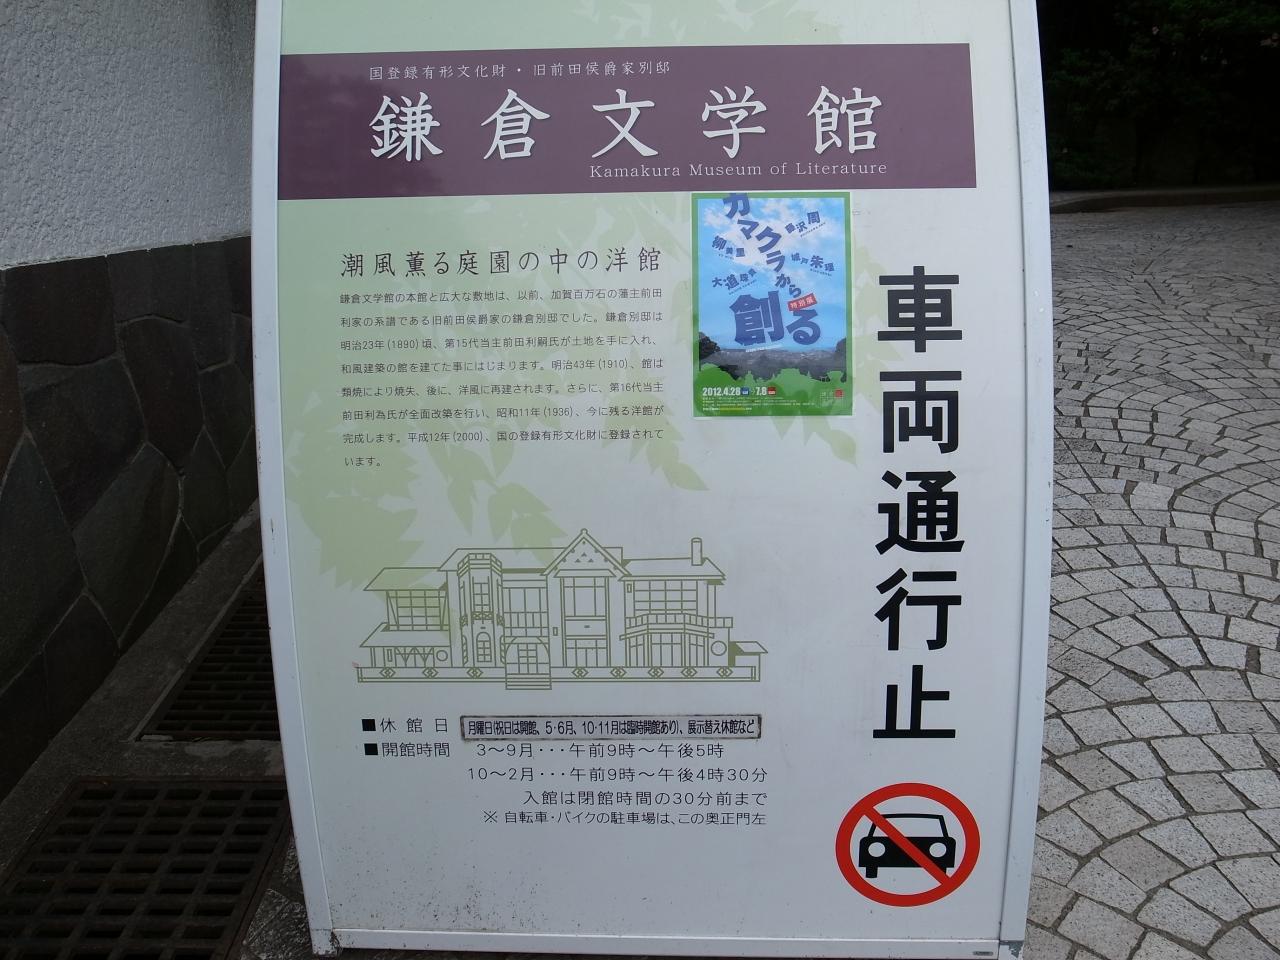 国登録有形文化財・旧前田侯爵家別邸
鎌倉文学館
Kamakura Museum of Literature
潮風薫る庭園の中の洋館
鎌倉文学館の本館と広大な敷地は、以前、加賀百万石の藩主前田
利家の系譜である旧前田侯爵家の鎌倉別邸でした。鎌倉別邸は
明治23年(1890)頃、第15代当主前田利嗣氏が土地を手に入れ、
和風建築の館を建てた事にはじまります。明治43年(1910)、館は
類焼により焼失、後に、洋風に再建されます。さらに、第16代当主
前田利為氏が全面改築を行い、昭和11年(1936)、今に残る洋館が
完成します。平成12年(2000)、国の登録有形文化財に登録されて
います。
カマクラから
創る
特別展
柳美里
藤沢周
城戸朱理
大道珠貴
2012.4.28 7.8
車両通行止
■休館日 月曜日(祝日は開館、5・6月、10・11月は臨時開館あり)、展示替え休館など
■開館時間 3〜9月・・・午前9時〜午後5時
10〜2月・・・午前9時〜午後4時30分
入館は閉館時間の30分前まで
※ 自転車・バイクの駐車場は、この奥正門左